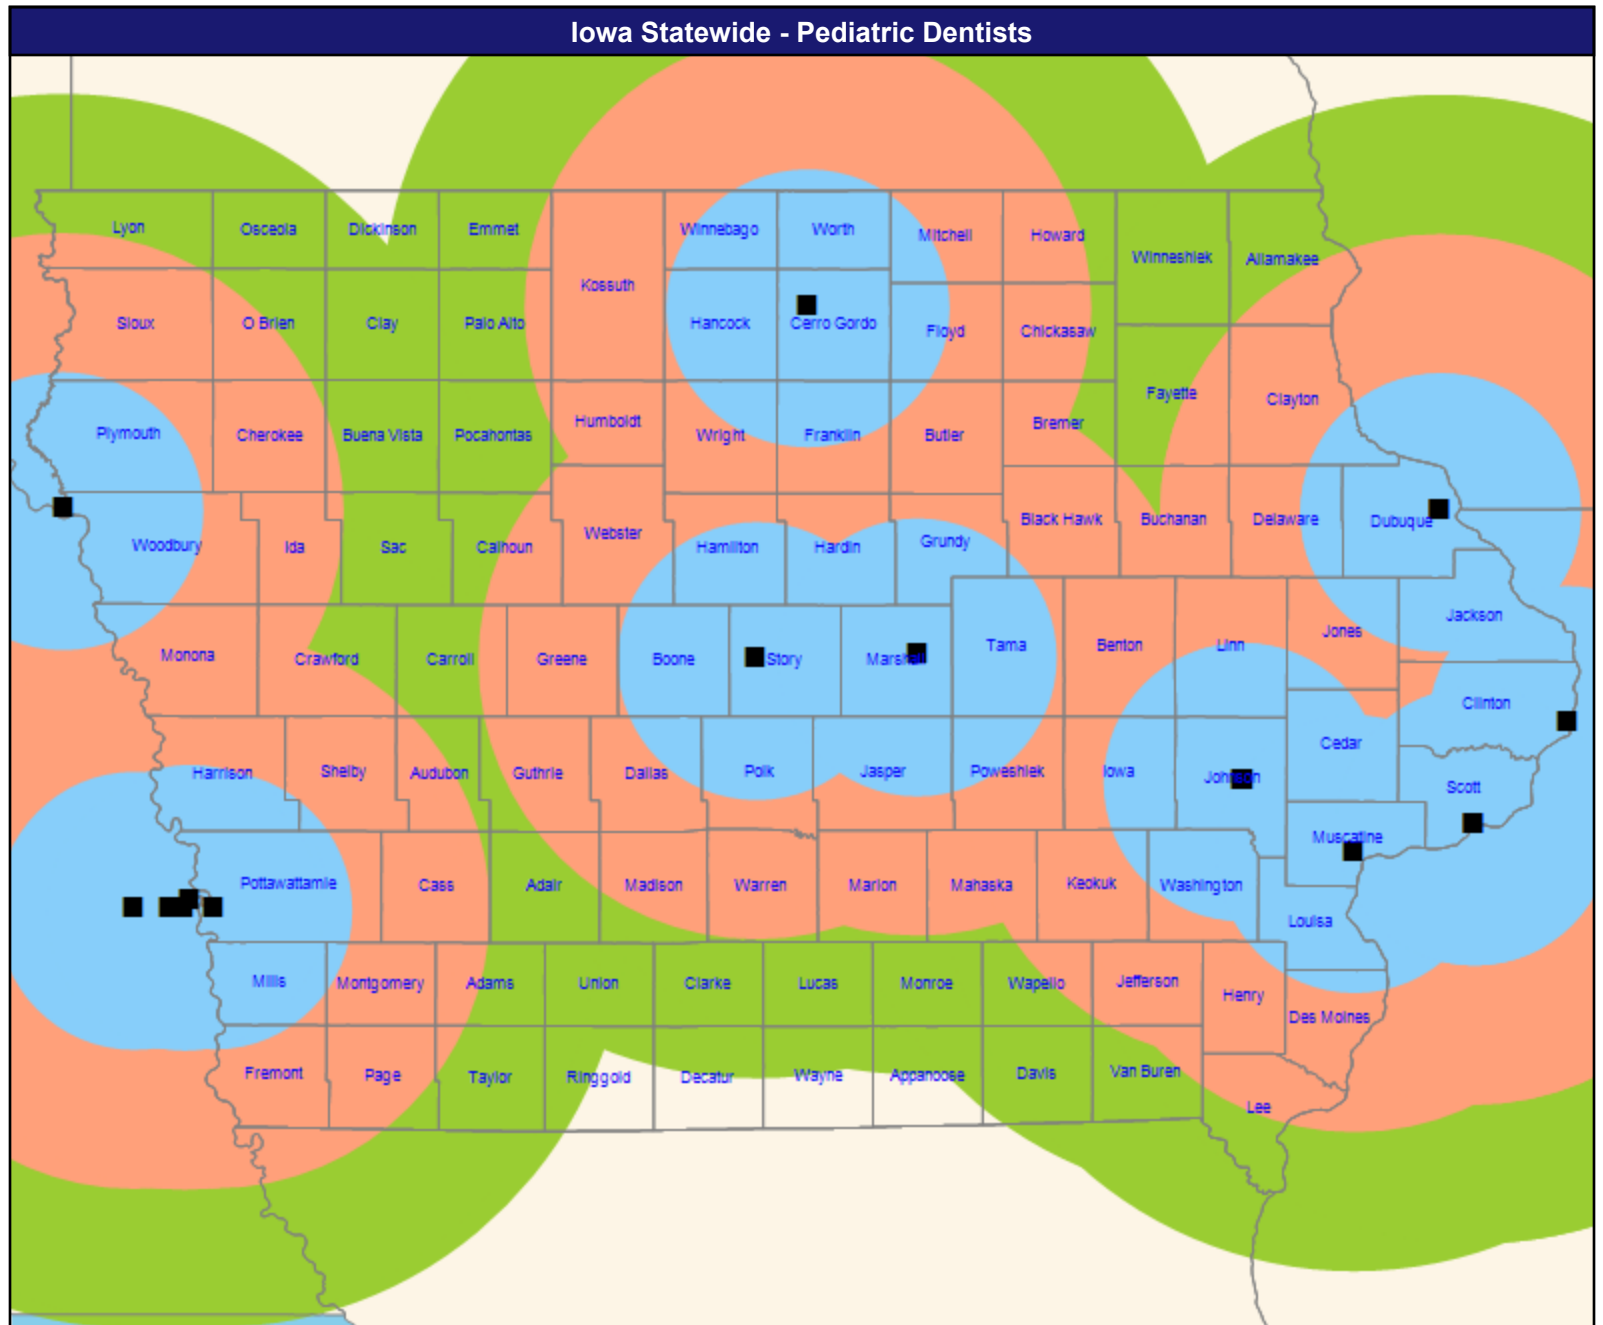 Iowa Statewide - Pediatric Dentists
Lyon Osceola Dickinson Emmet Winnebago Worth Mitchell Howard
Kossuth Winneshiek Allamakee
Sioux O Brien Clay Palo Alto Hancock Cerro Gordo Floyd Chickasaw
Plymouth Cherokee Buena Vista Pocahontas Humboldt Wright Franklin Butler Bremer Fayette Clayton
Woodbury Ida Sac Calhoun Webster Hamilton Hardin Grundy Black Hawk Buchanan Delaware Dubuque
Monona Crawford Carroll Greene Boone Story Marshall Tama Benton Linn Jones Jackson
Clinton
Harrison Shelby Audubon Guthrie Dallas Polk Jasper Poweshiek Iowa Johnson Cedar Scott
Muscatine
Pottawattamie Cass Adair Madison Warren Marion Mahaska Keokuk Washington
Louisa
Mills Montgomery Adams Union Clarke Lucas Monroe Wapello Jefferson Henry
Des Moines
Fremont Page Taylor Ringgold Decatur Wayne Appanoose Davis Van Buren
Lee